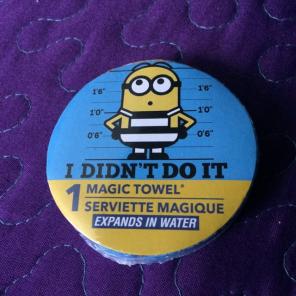 1'6" 1'6"
1'0" 1'0"
0'6" 0'6"
I DIDN'T DO IT
1 MAGIC TOWEL*
SERVIETTE MAGIQUE
EXPANDS IN WATER